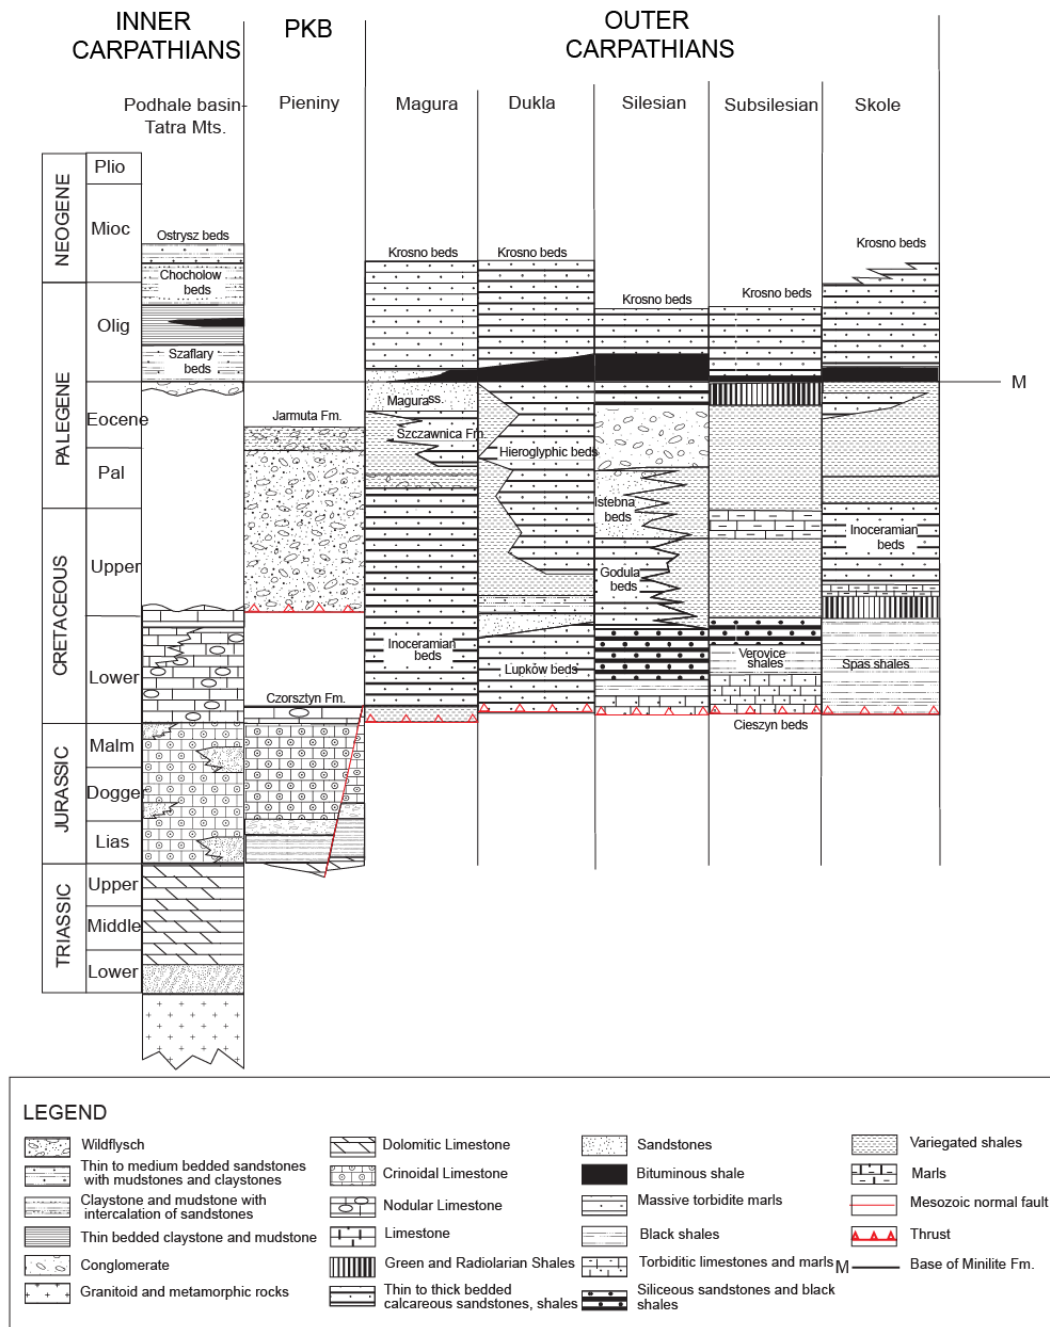 INNER
CARPATHIANS
PKB
OUTER
CARPATHIANS
Podhale basin-
Tatra Mts.
Pieniny
Magura
Dukla
Silesian
Subsilesian
Skole
NEOGENE
Plio
Mioc
PALEGENE
Olig
Eocene
Pal
CRETACEOUS
Upper
Lower
JURASSIC
Malm
Dogger
Lias
TRIASSIC
Upper
Middle
Lower
Ostrysz beds
Chocholow
beds
Szaflary
beds
Jarmuta Fm.
Czorsztyn Fm.
Krosno beds
Magura ss.
Szczawnica Fm.
Inoceramian
beds
Krosno beds
Hieroglyphic beds
Lupków beds
Krosno beds
Istebna
beds
Godula
beds
Krosno beds
Verovice
shales
Cieszyn beds
Krosno beds
Inoceramian
beds
Spas shales
M
LEGEND
Wildflysch
Thin to medium bedded sandstones
with mudstones and claystones
Claystone and mudstone with
intercalation of sandstones
Thin bedded claystone and mudstone
Conglomerate
Granitoid and metamorphic rocks
Dolomitic Limestone
Crinoidal Limestone
Nodular Limestone
Limestone
Green and Radiolarian Shales
Thin to thick bedded
calcareous sandstones, shales
Sandstones
Bituminous shale
Massive torbidite marls
Black shales
Torbiditic limestones and marls
Siliceous sandstones and black
shales
Variegated shales
Marls
Mesozoic normal fault
Thrust
M Base of Minilite Fm.